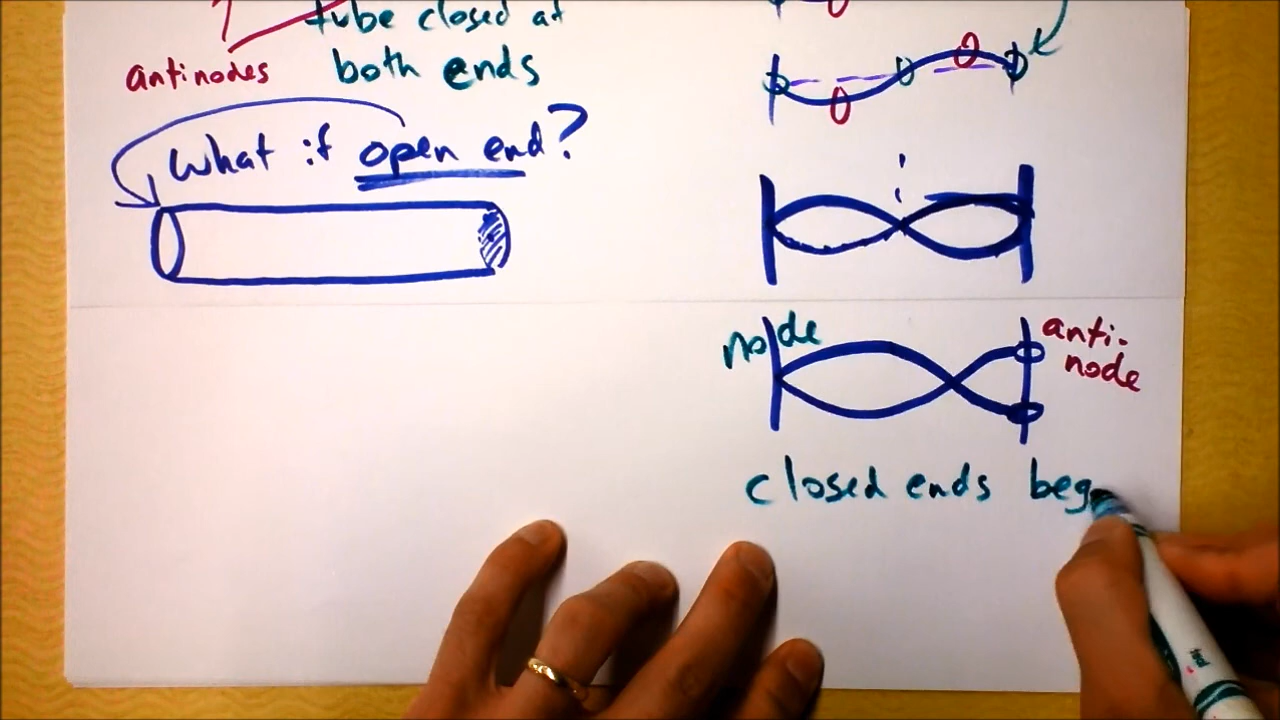 tube closed at
antinodes both ends
What if open end?
node
anti-
node
closed ends beg